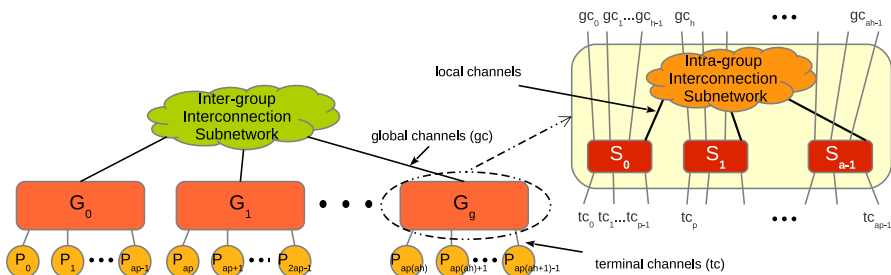 gc0 gc1...gch-1 gch ••• gcah-1
Intra-group
Interconnection
Subnetwork
local channels
Inter-group
Interconnection
Subnetwork
global channels (gc)
S0 S1 Sa-1
G0 G1 ••• Gg
tc0 tc1...tcp-1 tcp ••• tcap-1
P0 P1 ••• Pap-1 Pap Pap+1 ••• P2ap-1 Pap(ah) Pap(ah)+1 ••• Pap(ah+1)-1
terminal channels (tc)